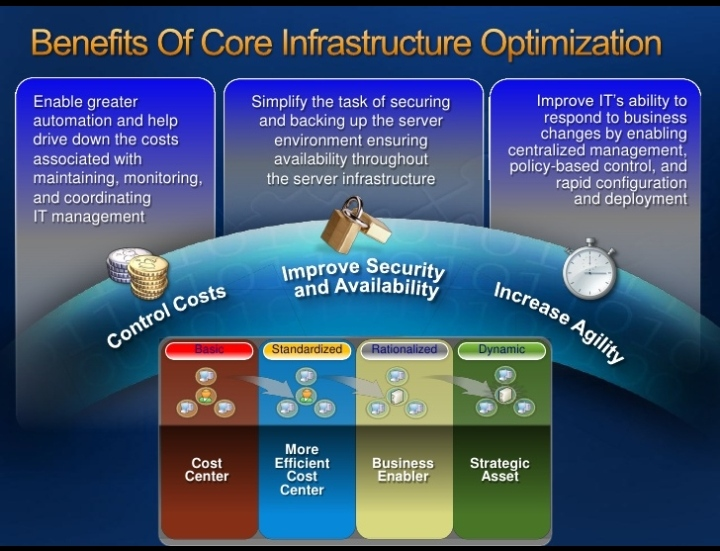 Benefits Of Core Infrastructure Optimization
Enable greater
automation and help
drive down the costs
associated with
maintaining, monitoring,
and coordinating
IT management
Simplify the task of securing
and backing up the server
environment ensuring
availability throughout
the server infrastructure
Improve IT's ability to
respond to business
changes by enabling
centralized management,
policy-based control, and
rapid configuration
and deployment
Control Costs
Improve Security
and Availability
Increase Agility
Basic
Standardized
Rationalized
Dynamic
Cost
Center
More
Efficient
Cost
Center
Business
Enabler
Strategic
Asset